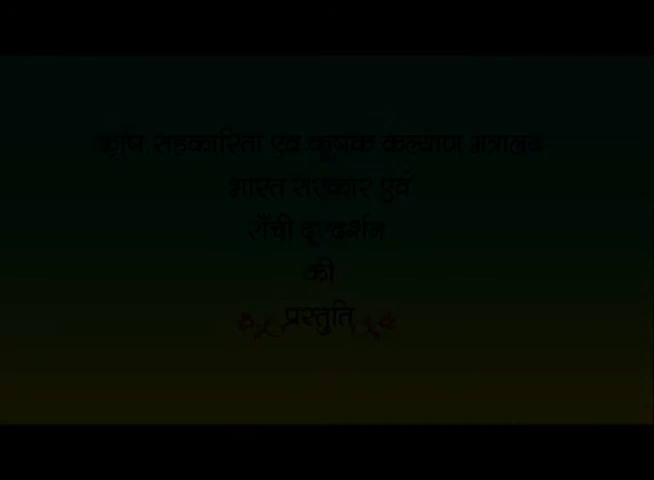 कृषि, सहकारिता एवं कृषक कल्याण मंत्रालय
भारत सरकार एवं
राँची दूरदर्शन
की
प्रस्तुति